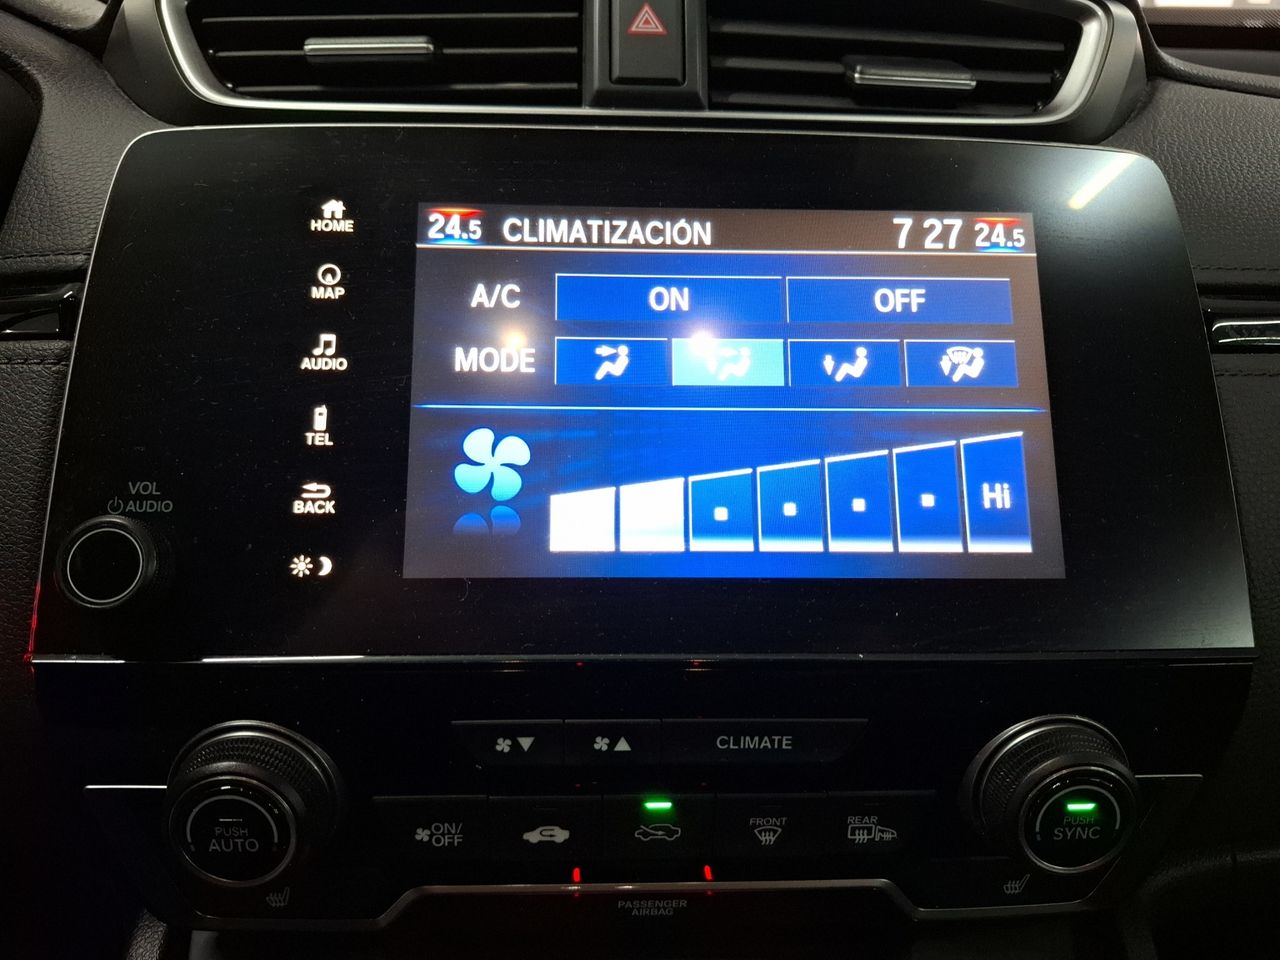 HOME
24.5 CLIMATIZACIÓN 7 27 24.5
MAP
A/C ON OFF
AUDIO
MODE
TEL
BACK
Hi
VOL
AUDIO
CLIMATE
PUSH
AUTO
ON/
OFF
FRONT
REAR
PUSH
SYNC
PASSENGER
AIRBAG